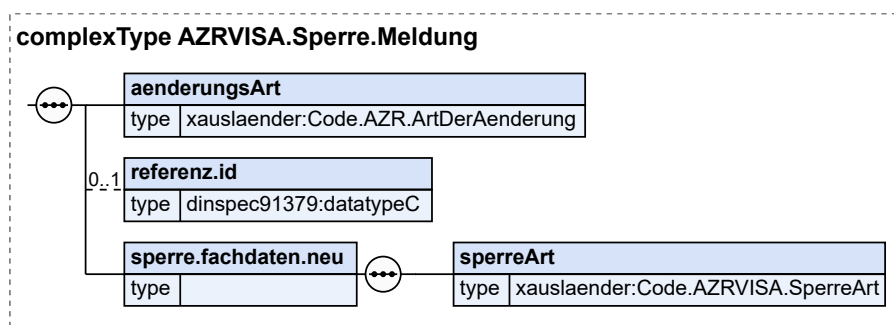 complexType AZRVISA.Sperre.Meldung
aenderungsArt
type xauslaender:Code.AZR.ArtDerAenderung
0..1
referenz.id
type dinspec91379:datatypeC
sperre.fachdaten.neu
type
sperreArt
type xauslaender:Code.AZRVISA.SperreArt